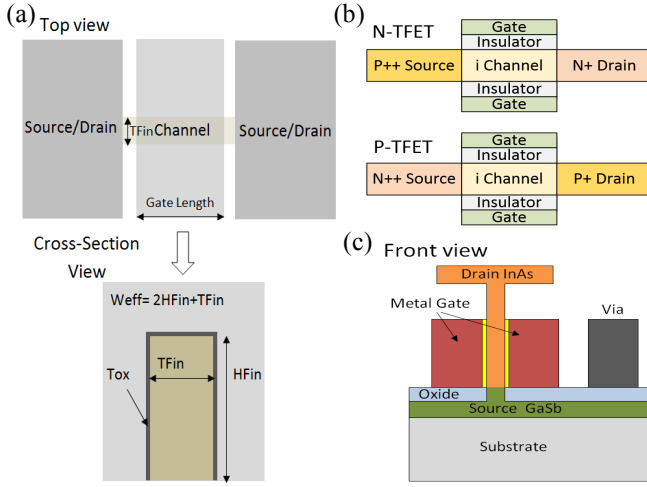 (a)
Top view
Source/Drain
TFin Channel
Source/Drain
Gate Length
Cross-Section
View
Weff= 2HFin+TFin
TFin
Tox
HFin
(b)
N-TFET
Gate
Insulator
P++ Source
i Channel
N+ Drain
Insulator
Gate
P-TFET
Gate
Insulator
N++ Source
i Channel
P+ Drain
Insulator
Gate
(c)
Front view
Drain InAs
Metal Gate
Via
Oxide
Source GaSb
Substrate